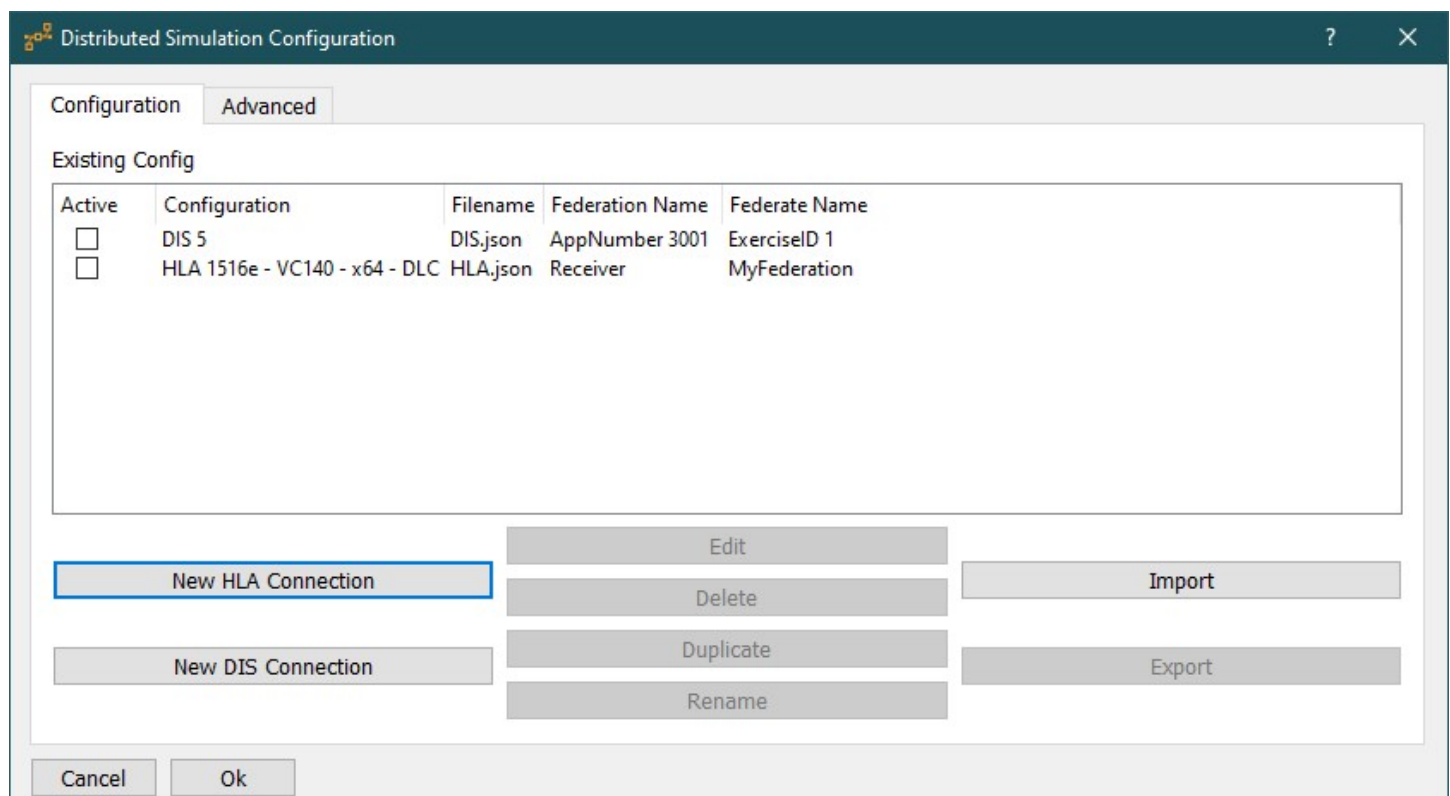 Distributed Simulation Configuration ?
Configuration Advanced
Existing Config
Active Configuration Filename Federation Name Federate Name
DIS 5 DIS.json AppNumber 3001 ExerciseID 1
HLA 1516e - VC140 - x64 - DLC HLA.json Receiver MyFederation
Edit
New HLA Connection Import
Delete
Duplicate
New DIS Connection Export
Rename
Cancel Ok